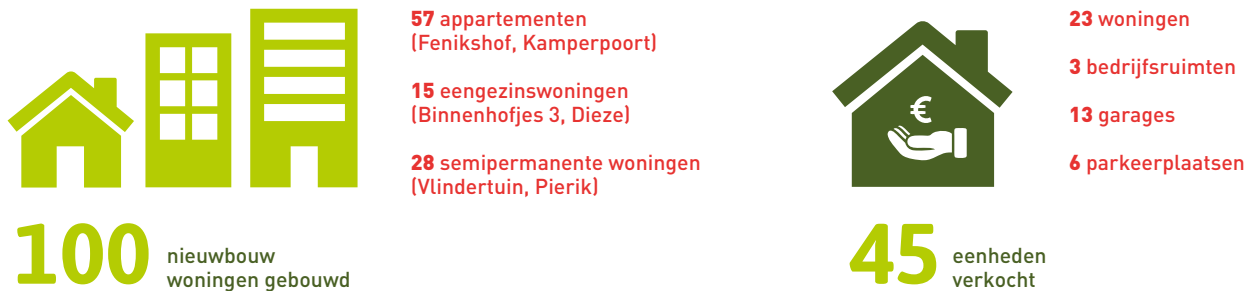 57 appartementen
(Fenikshof, Kamperpoort)
15 eengezinswoningen
(Binnenhofjes 3, Dieze)
28 semipermanente woningen
(Vlindertuin, Pierik)
100 nieuwbouw
woningen gebouwd
23 woningen
3 bedrijfsruimten
13 garages
6 parkeerplaatsen
€
45 eenheden
verkocht